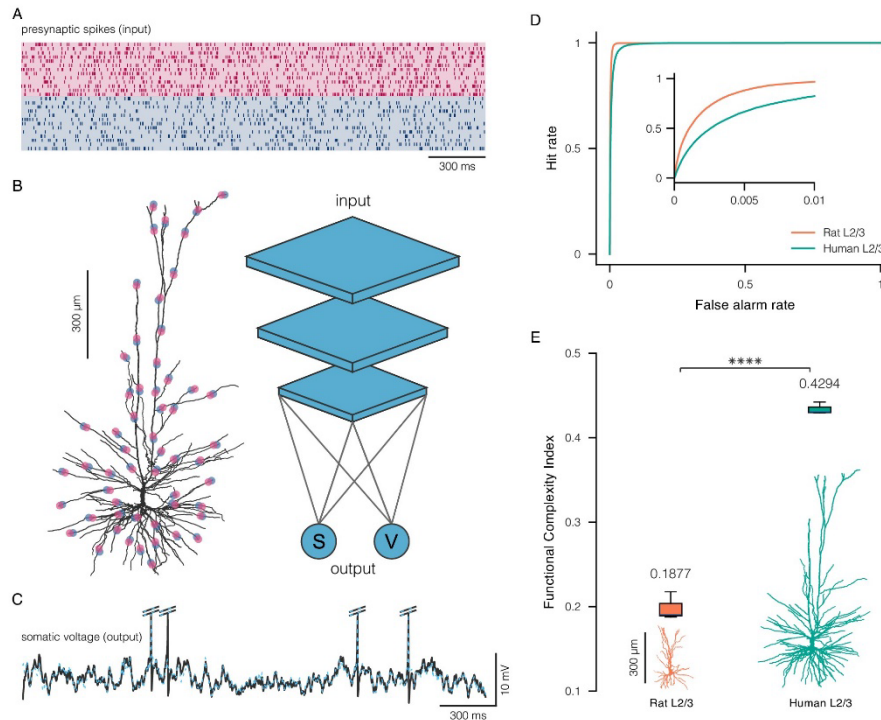 A
presynaptic spikes (input)
300 ms
B
300 µm
input
S
V
output
C
somatic voltage (output)
10 mV
300 ms
D
Hit rate
1
0.5
0
1
0.5
0
0
0.005
0.01
Rat L2/3
Human L2/3
0
0.5
1
False alarm rate
E
Functional Complexity Index
0.5
0.4
0.3
0.2
0.1
****
0.4294
0.1877
300 µm
Rat L2/3
Human L2/3